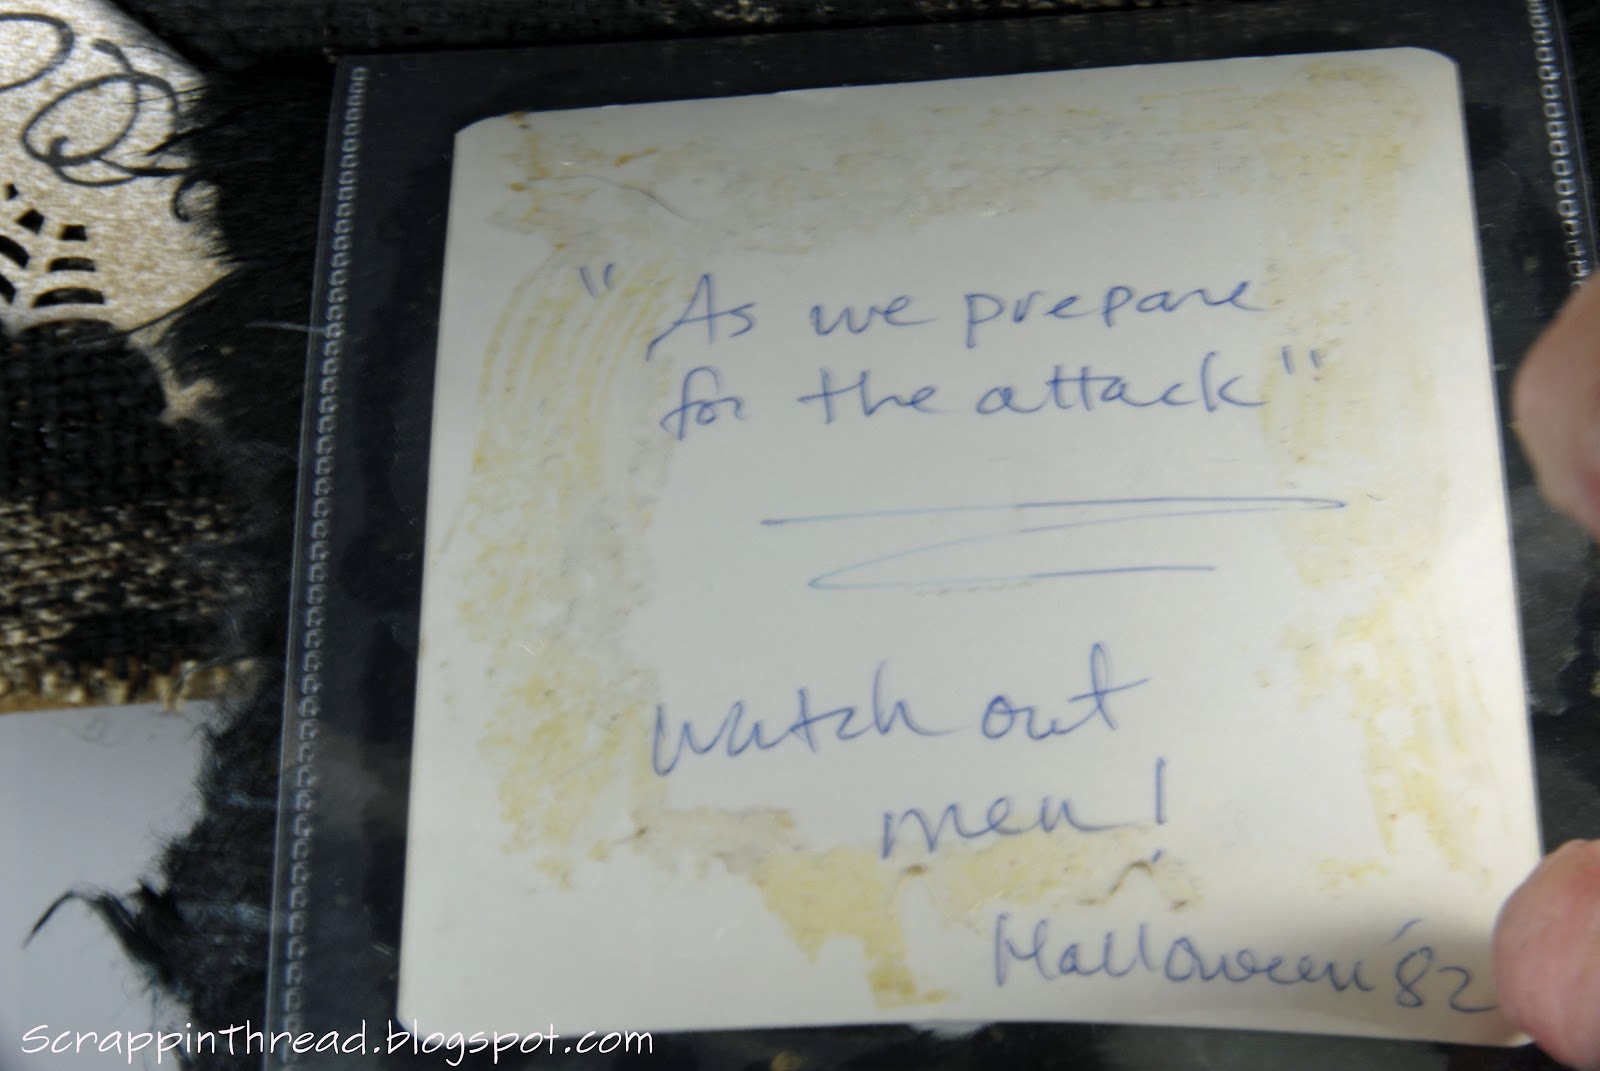 " As we prepare
for the attack "
Watch out
men!
Halloween '82
ScrappinThread.blogspot.com